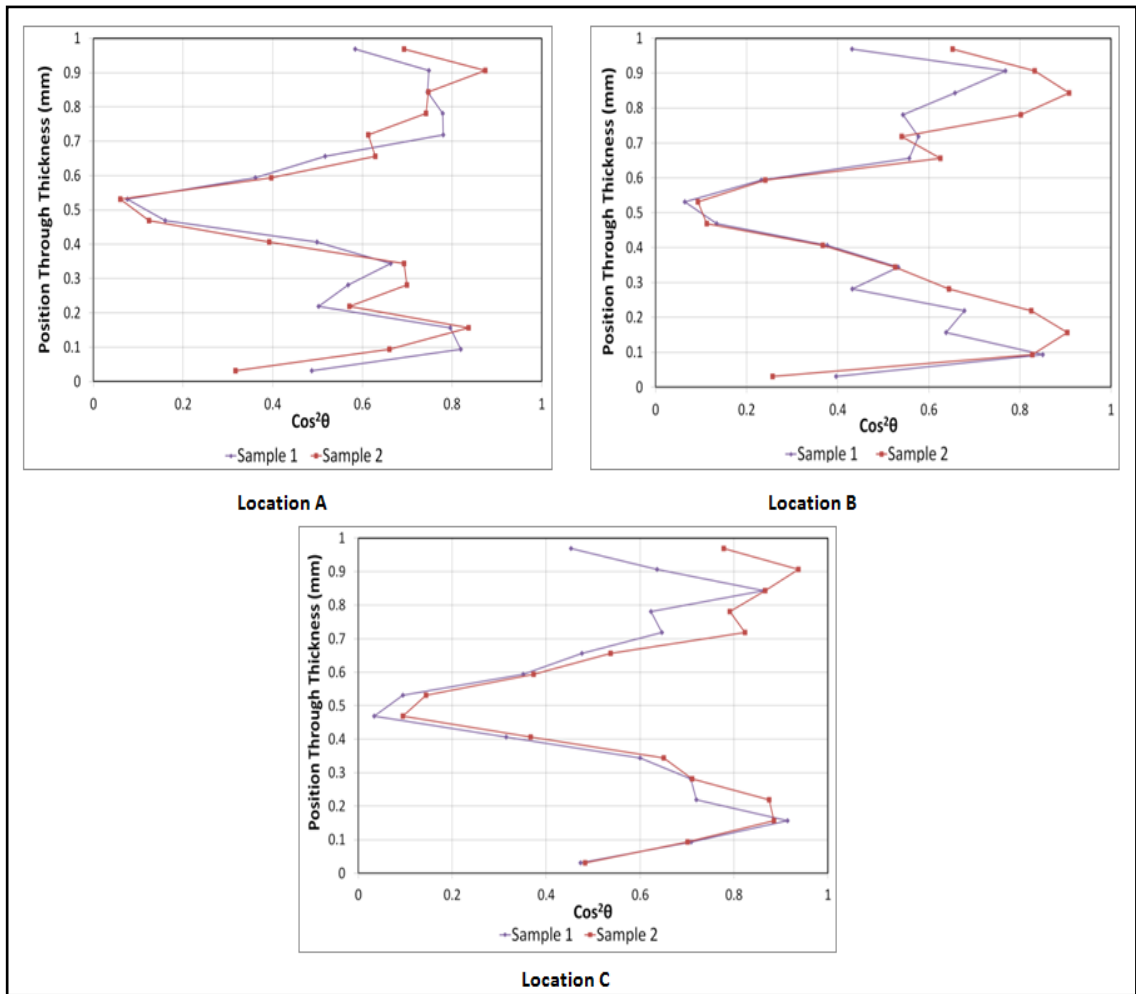 Position Through Thickness (mm)
1
0.9
0.8
0.7
0.6
0.5
0.4
0.3
0.2
0.1
0
0 0.2 0.4 0.6 0.8 1
Cos²θ
Sample 1 Sample 2
Location A
Position Through Thickness (mm)
1
0.9
0.8
0.7
0.6
0.5
0.4
0.3
0.2
0.1
0
0 0.2 0.4 0.6 0.8 1
Cos²θ
Sample 1 Sample 2
Location B
Position Through Thickness (mm)
1
0.9
0.8
0.7
0.6
0.5
0.4
0.3
0.2
0.1
0
0 0.2 0.4 0.6 0.8 1
Cos²θ
Sample 1 Sample 2
Location C